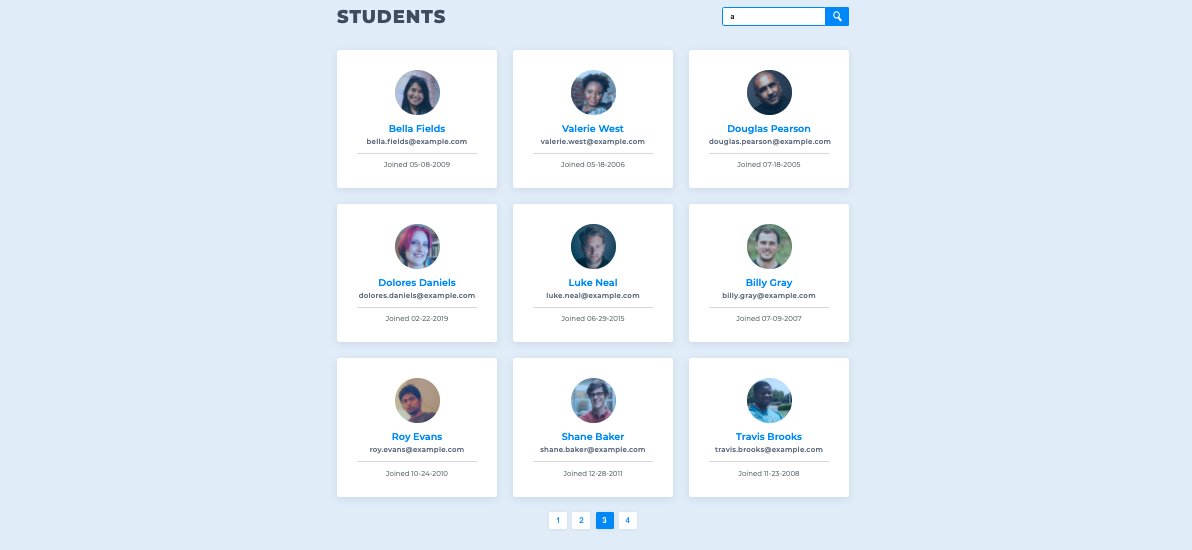 STUDENTS
a
Bella Fields
bella.fields@example.com
Joined 05-08-2009
Valerie West
valerie.west@example.com
Joined 05-18-2006
Douglas Pearson
douglas.pearson@example.com
Joined 07-18-2005
Dolores Daniels
dolores.daniels@example.com
Joined 02-22-2019
Luke Neal
luke.neal@example.com
Joined 06-29-2015
Billy Gray
billy.gray@example.com
Joined 07-09-2007
Roy Evans
roy.evans@example.com
Joined 10-24-2010
Shane Baker
shane.baker@example.com
Joined 12-28-2011
Travis Brooks
travis.brooks@example.com
Joined 11-23-2008
1 2 3 4